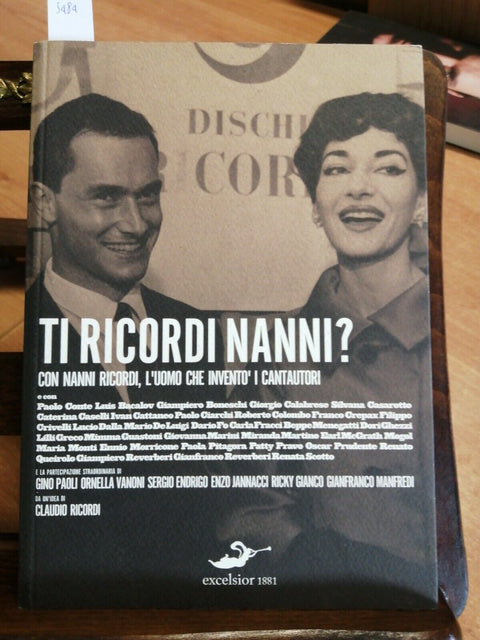 5484
DISCHI
RICORDI
TI RICORDI NANNI?
CON NANNI RICORDI, L'UOMO CHE INVENTO' I CANTAUTORI
e con
Paolo Conte Luis Bacalov Giampiero Boneschi Giorgio Calabrese Silvana Casarotto
Caterina Caselli Ivan Cattaneo Paolo Ciarchi Roberto Colombo Franco Crepax Filippo
Crivelli Lucio Dalla Mario De Luigi Dario Fo Carla Fracci Beppe Menegatti Dori Ghezzi
Lilli Greco Mimma Guastoni Giovanna Marini Miranda Martino Earl McGrath Mogol
Maria Monti Ennio Morricone Paola Pitagora Patty Pravo Oscar Prudente Renato
Queirolo Giampiero Reverberi Gianfranco Reverberi Renata Scotto
E LA PARTECIPAZIONE STRAORDINARIA DI
GINO PAOLI ORNELLA VANONI SERGIO ENDRIGO ENZO JANNACCI RICKY GIANCO GIANFRANCO MANFREDI
DA UN'IDEA DI
CLAUDIO RICORDI
excelsior 1881